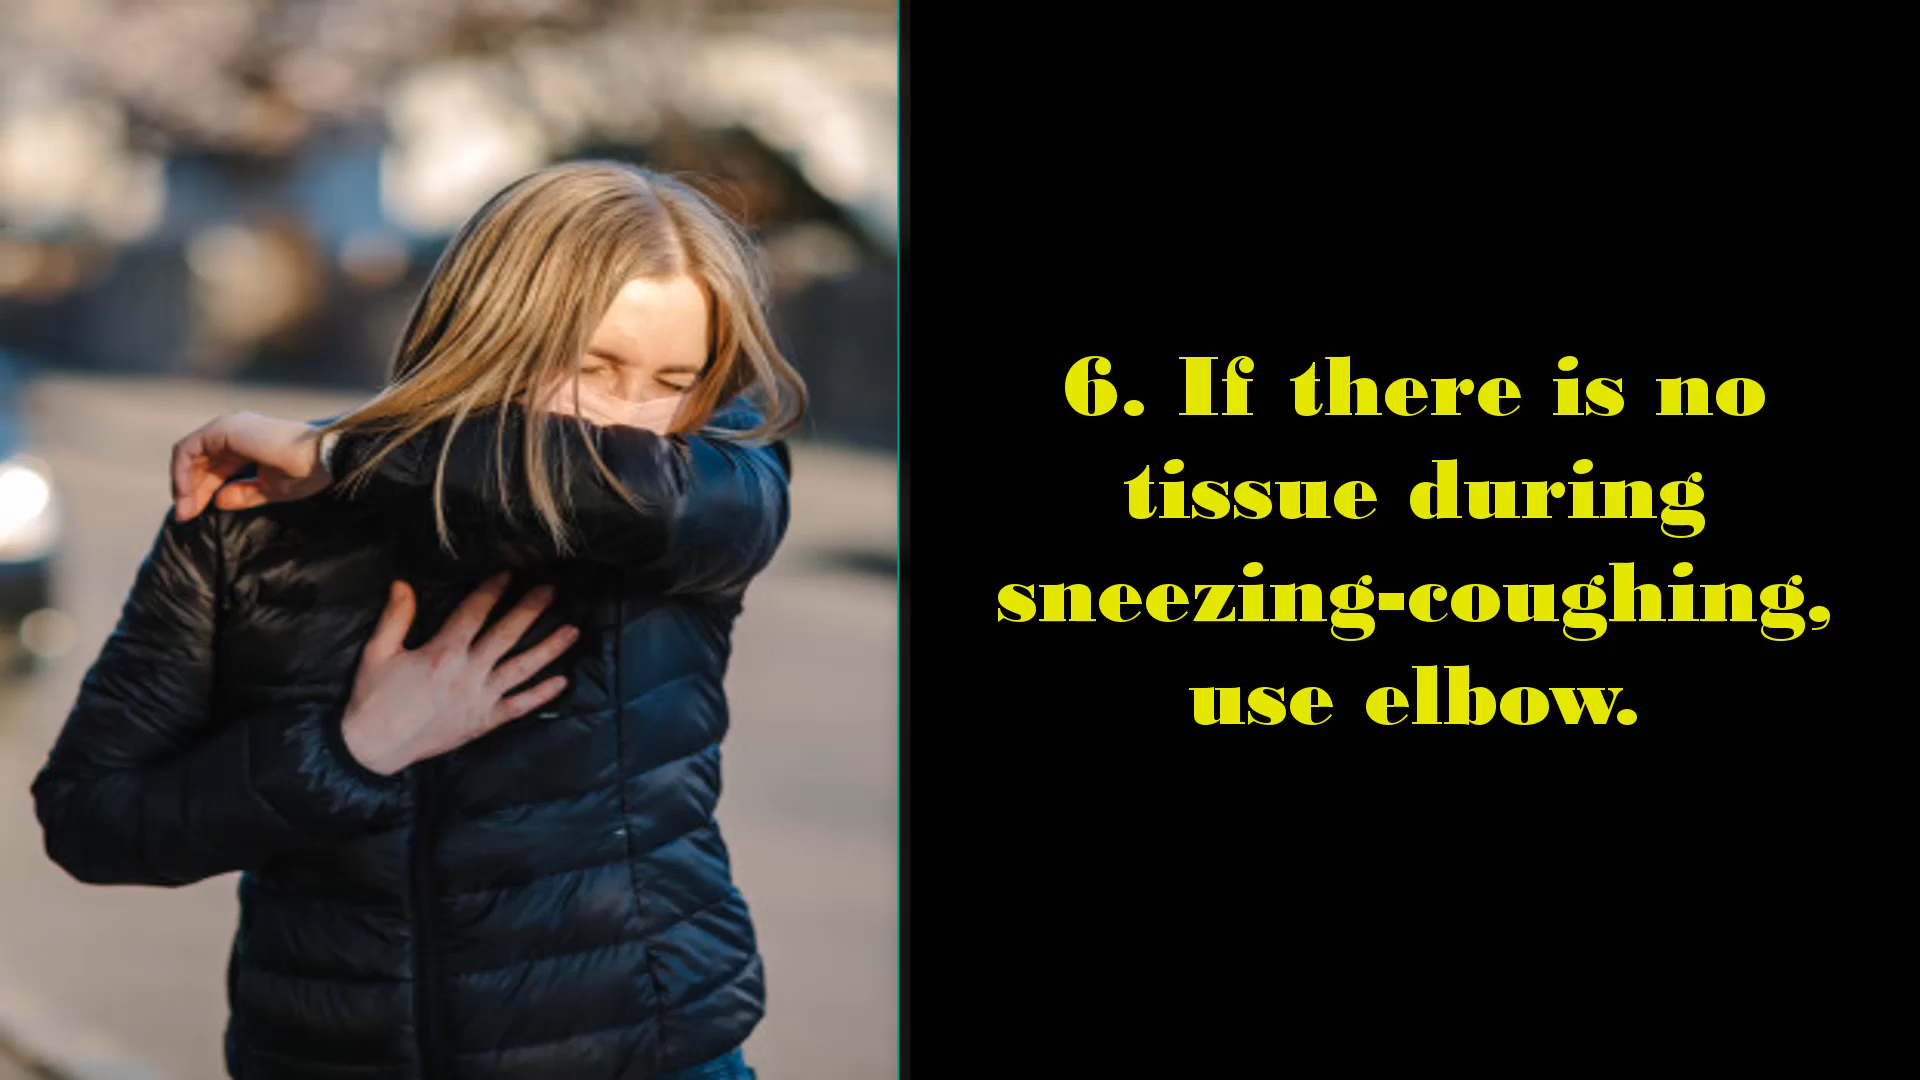 6. If there is no
tissue during
sneezing-coughing,
use elbow.